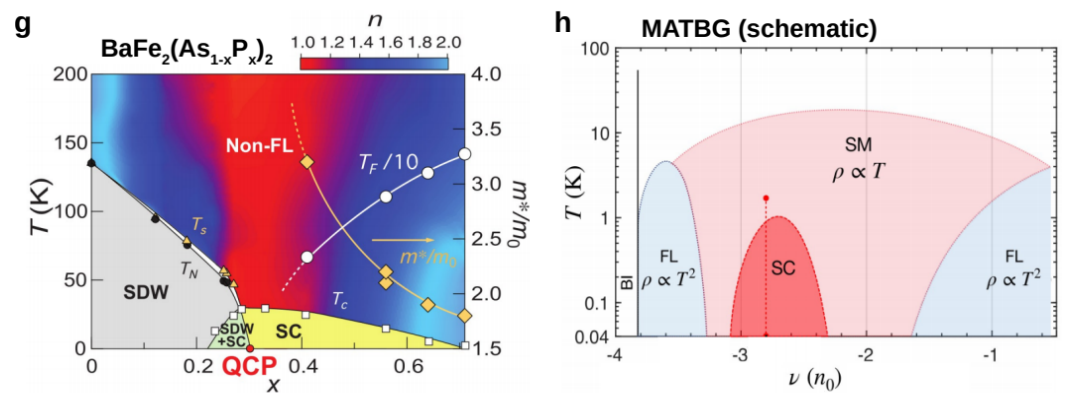 g
n
BaFe2(As1-xPx)2
1.0 1.2 1.4 1.6 1.8 2.0
200
150
100
50
0
T (K)
4.0
3.5
3.0
2.5
2.0
1.5
m*/m0
Non-FL
TF/10
m*/m0
Ts
TN
SDW
SDW
+SC
SC
Tc
0 0.2 0.4 0.6
QCP
x
h
MATBG (schematic)
100
10
1
0.1
0.04
T (K)
SM
ρ ∝ T
BI
FL
ρ ∝ T²
SC
FL
ρ ∝ T²
-4 -3 -2 -1
ν (n0)